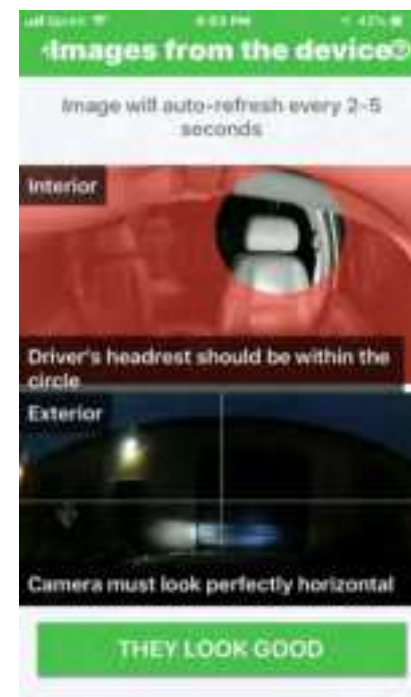 Images from the device
Image will auto-refresh every 2-5
seconds
Interior
Driver's headrest should be within the
circle
Exterior
Camera must look perfectly horizontal
THEY LOOK GOOD